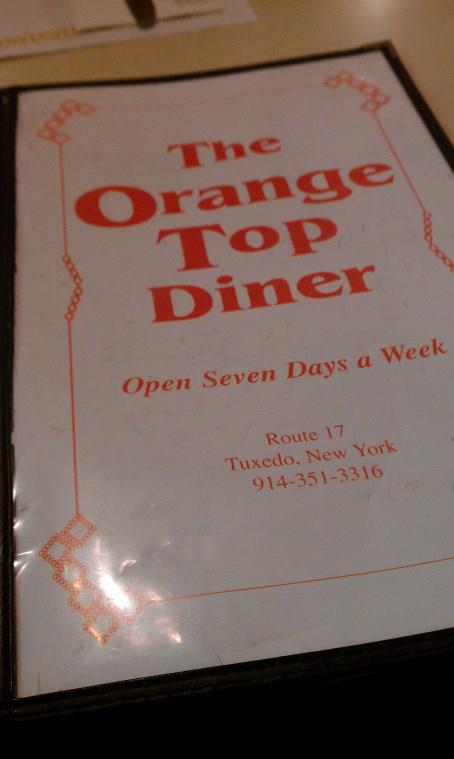 The
Orange
Top
Diner
Open Seven Days a Week
Route 17
Tuxedo, New York
914-351-3316